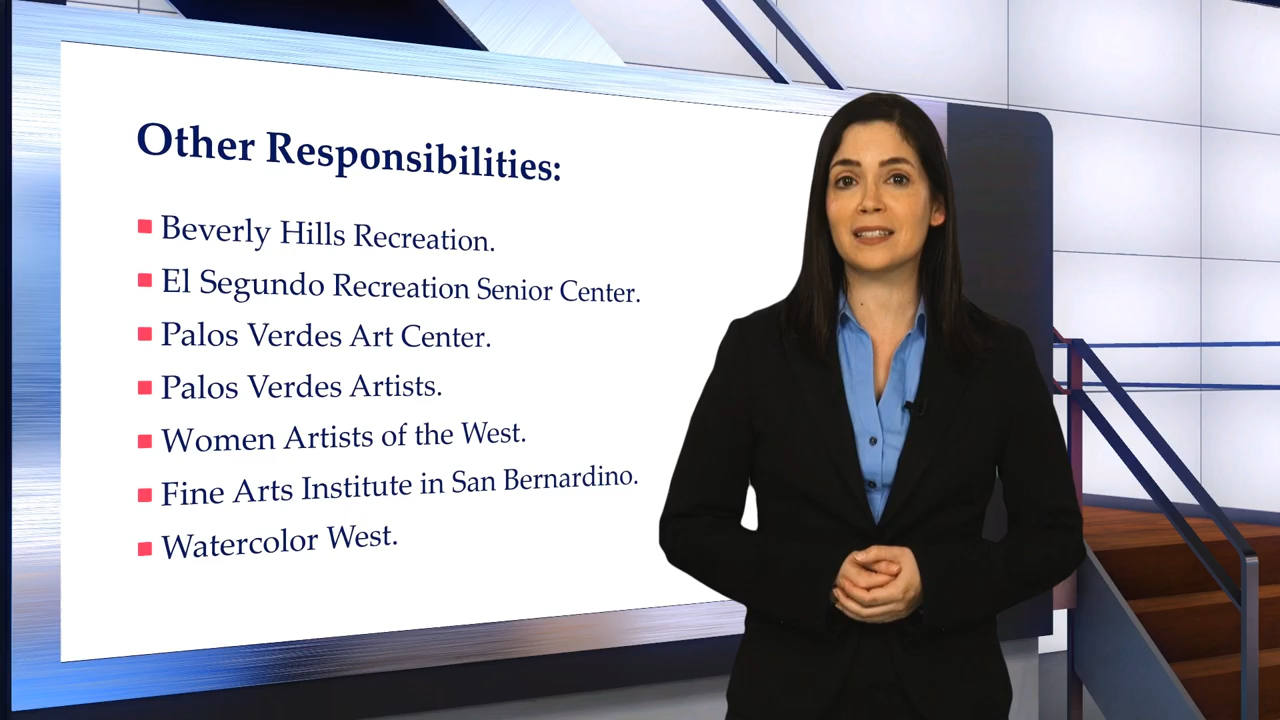 Other Responsibilities:
Beverly Hills Recreation.
El Segundo Recreation Senior Center.
Palos Verdes Art Center.
Palos Verdes Artists.
Women Artists of the West.
Fine Arts Institute in San Bernardino.
Watercolor West.